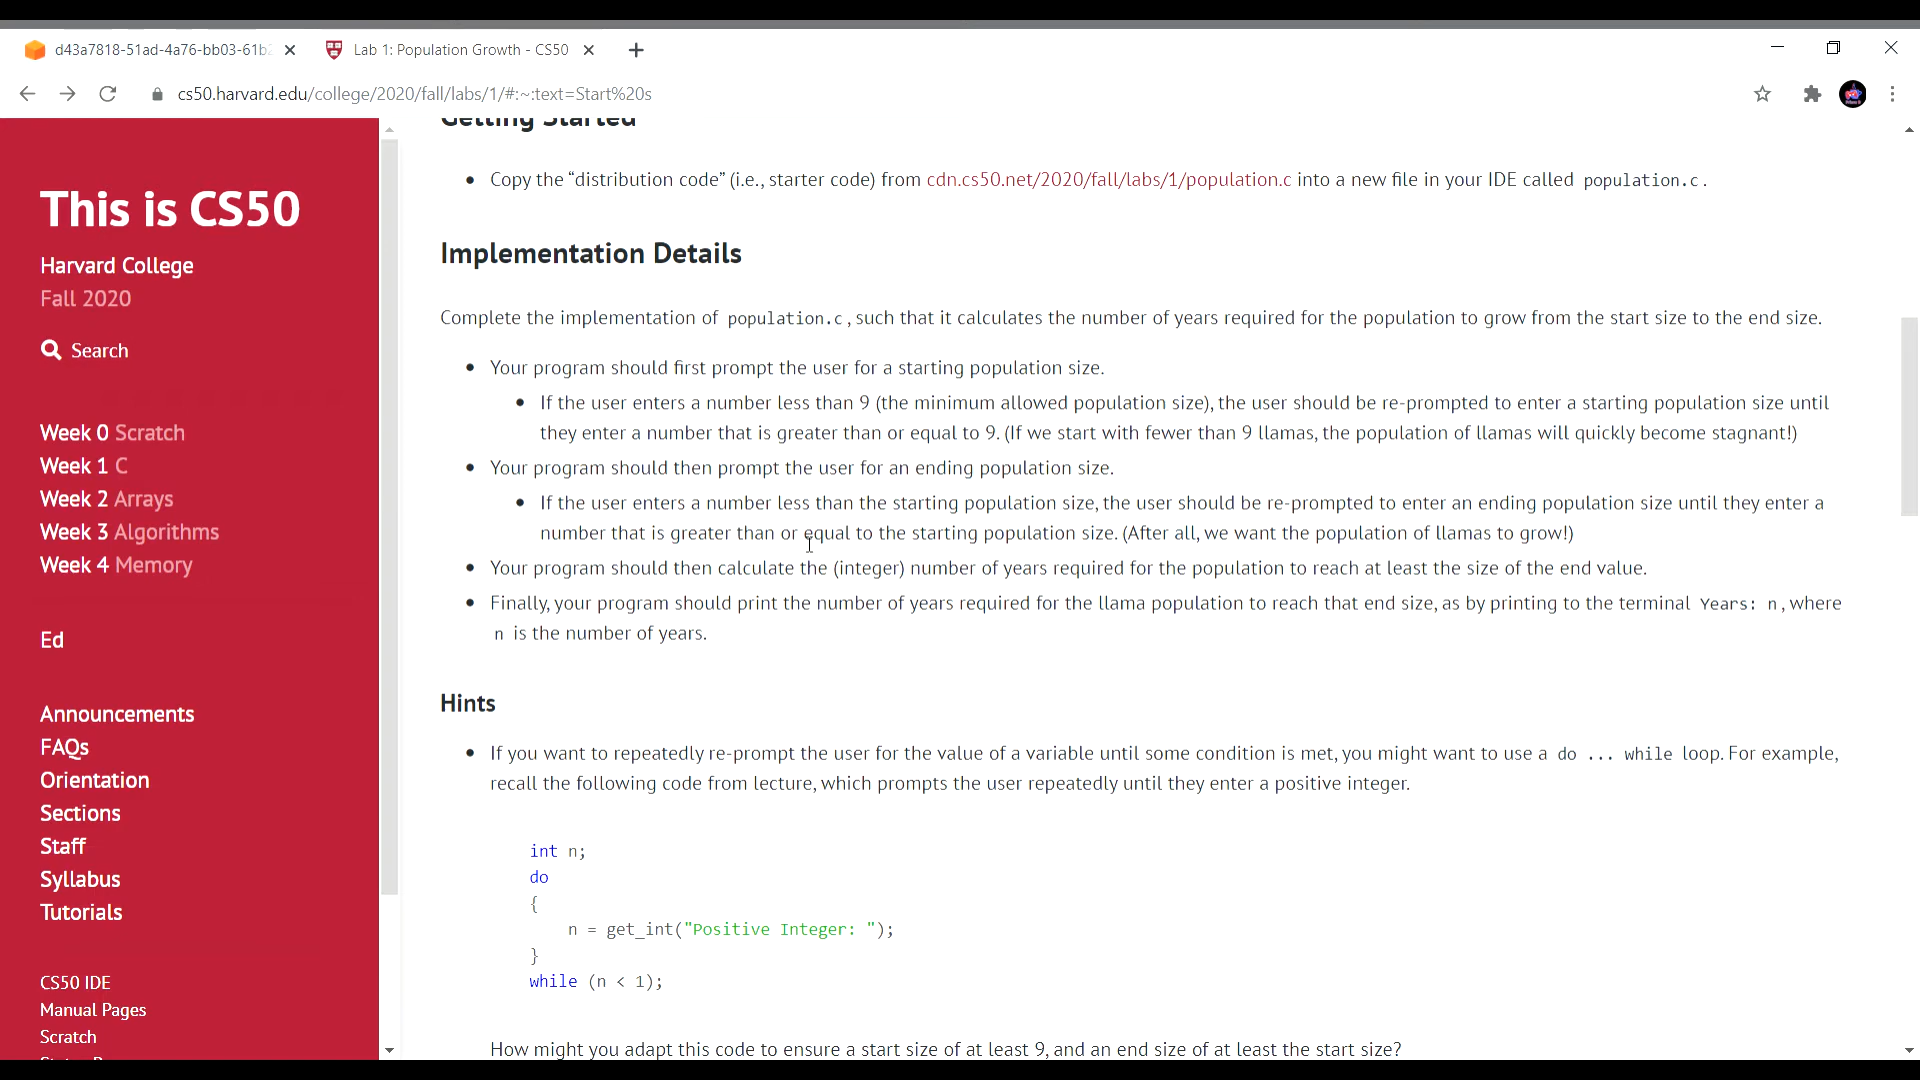 d43a7818-51ad-4a76-bb03-61b2
Lab 1: Population Growth - CS50
cs50.harvard.edu/college/2020/fall/labs/1/#:~:text=Start%20s
This is CS50
Harvard College
Fall 2020
Search
Week 0 Scratch
Week 1 C
Week 2 Arrays
Week 3 Algorithms
Week 4 Memory
Ed
Announcements
FAQs
Orientation
Sections
Staff
Syllabus
Tutorials
CS50 IDE
Manual Pages
Scratch
Getting Started
Copy the “distribution code” (i.e., starter code) from cdn.cs50.net/2020/fall/labs/1/population.c into a new file in your IDE called population.c.
Implementation Details
Complete the implementation of population.c, such that it calculates the number of years required for the population to grow from the start size to the end size.
Your program should first prompt the user for a starting population size.
If the user enters a number less than 9 (the minimum allowed population size), the user should be re-prompted to enter a starting population size until
they enter a number that is greater than or equal to 9. (If we start with fewer than 9 llamas, the population of llamas will quickly become stagnant!)
Your program should then prompt the user for an ending population size.
If the user enters a number less than the starting population size, the user should be re-prompted to enter an ending population size until they enter a
number that is greater than or equal to the starting population size. (After all, we want the population of llamas to grow!)
Your program should then calculate the (integer) number of years required for the population to reach at least the size of the end value.
Finally, your program should print the number of years required for the llama population to reach that end size, as by printing to the terminal Years: n, where
n is the number of years.
Hints
If you want to repeatedly re-prompt the user for the value of a variable until some condition is met, you might want to use a do ... while loop. For example,
recall the following code from lecture, which prompts the user repeatedly until they enter a positive integer.
int n;
do
{
n = get_int("Positive Integer: ");
}
while (n < 1);
How might you adapt this code to ensure a start size of at least 9, and an end size of at least the start size?